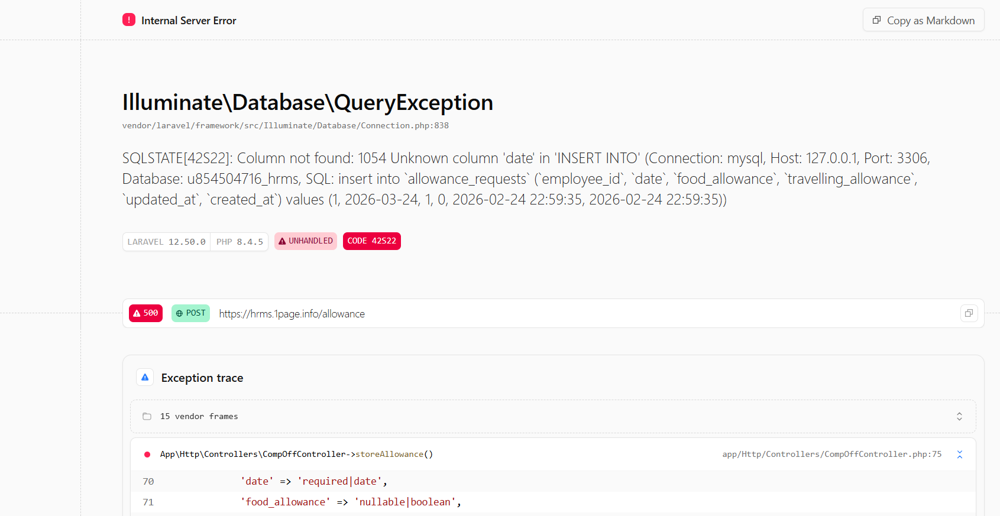 ! Internal Server Error
Copy as Markdown
Illuminate\Database\QueryException
vendor/laravel/framework/src/Illuminate/Database/Connection.php:838
SQLSTATE[42S22]: Column not found: 1054 Unknown column 'date' in 'INSERT INTO' (Connection: mysql, Host: 127.0.0.1, Port: 3306,
Database: u854504716_hrms, SQL: insert into `allowance_requests` (`employee_id`, `date`, `food_allowance`, `travelling_allowance`,
`updated_at`, `created_at`) values (1, 2026-03-24, 1, 0, 2026-02-24 22:59:35, 2026-02-24 22:59:35))
LARAVEL 12.50.0 PHP 8.4.5 UNHANDLED CODE 42S22
500 POST https://hrms.1page.info/allowance
Exception trace
15 vendor frames
App\Http\Controllers\CompOffController->storeAllowance() app/Http/Controllers/CompOffController.php:75
70 'date' => 'required|date',
71 'food_allowance' => 'nullable|boolean',